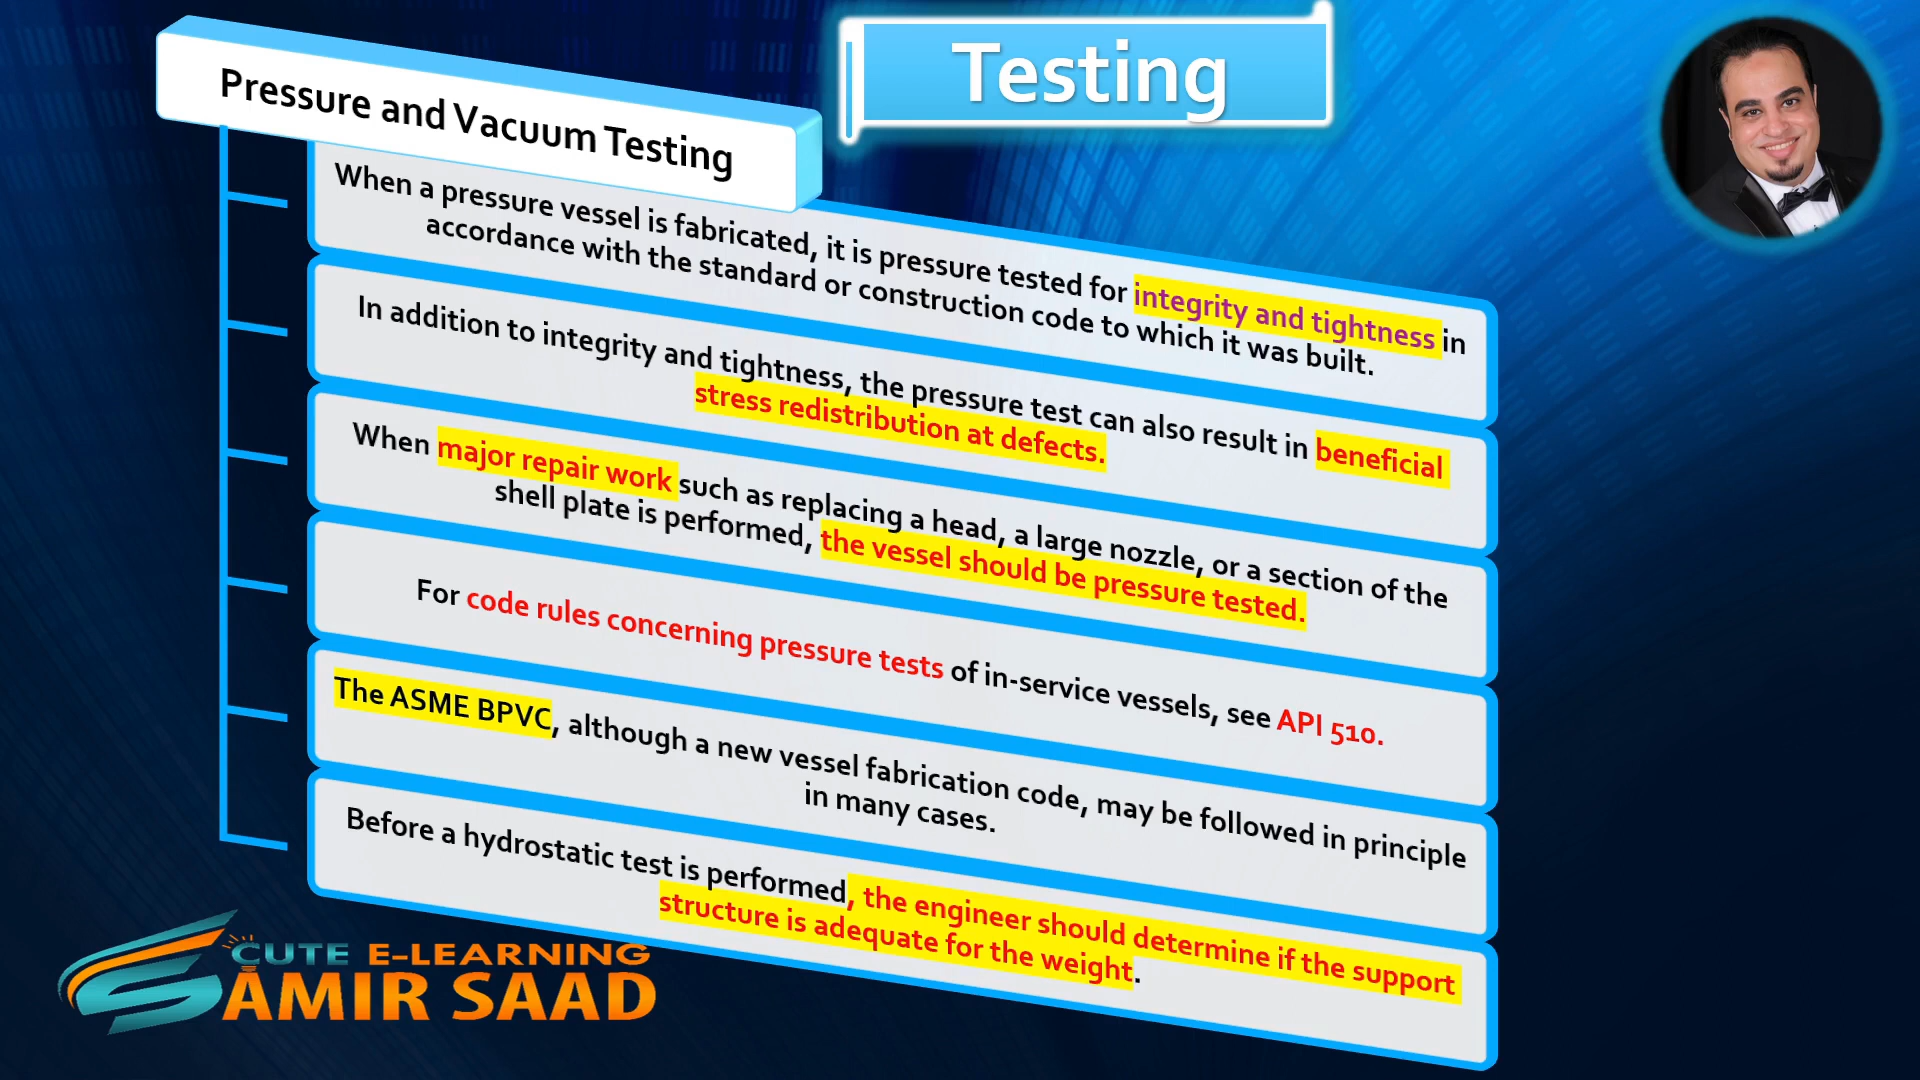 Testing
Pressure and Vacuum Testing
When a pressure vessel is fabricated, it is pressure tested for integrity and tightness in
accordance with the standard or construction code to which it was built.
In addition to integrity and tightness, the pressure test can also result in beneficial
stress redistribution at defects.
When major repair work such as replacing a head, a large nozzle, or a section of the
shell plate is performed, the vessel should be pressure tested.
For code rules concerning pressure tests of in-service vessels, see API 510.
The ASME BPVC, although a new vessel fabrication code, may be followed in principle
in many cases.
Before a hydrostatic test is performed, the engineer should determine if the support
structure is adequate for the weight.
CUTE E-LEARNING
AMIR SAAD